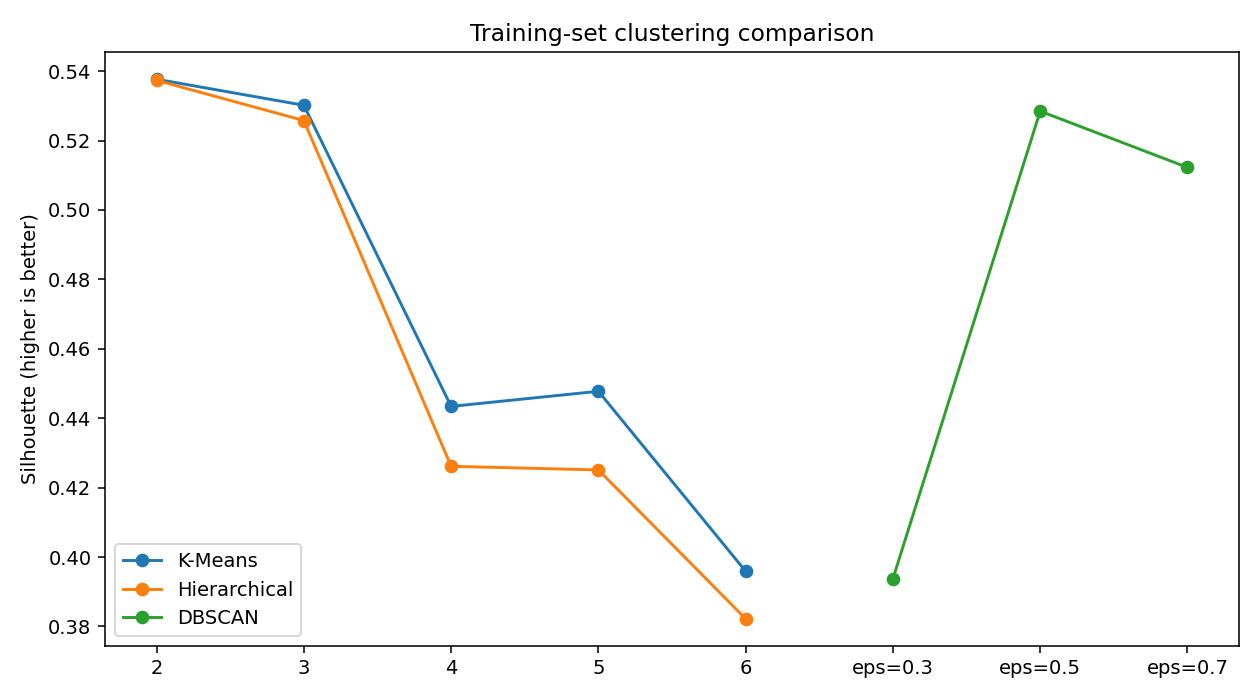 Training-set clustering comparison
Silhouette (higher is better)
0.54
0.52
0.50
0.48
0.46
0.44
0.42
0.40
0.38
K-Means
Hierarchical
DBSCAN
2 3 4 5 6 eps=0.3 eps=0.5 eps=0.7